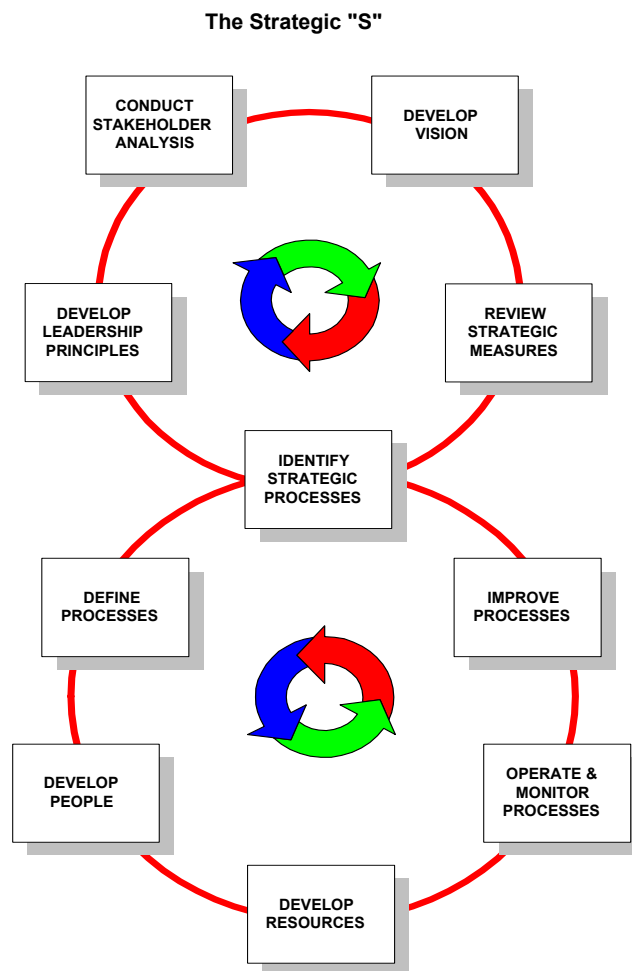 The Strategic "S"
CONDUCT
STAKEHOLDER
ANALYSIS
DEVELOP
VISION
DEVELOP
LEADERSHIP
PRINCIPLES
REVIEW
STRATEGIC
MEASURES
IDENTIFY
STRATEGIC
PROCESSES
DEFINE
PROCESSES
IMPROVE
PROCESSES
DEVELOP
PEOPLE
OPERATE &
MONITOR
PROCESSES
DEVELOP
RESOURCES